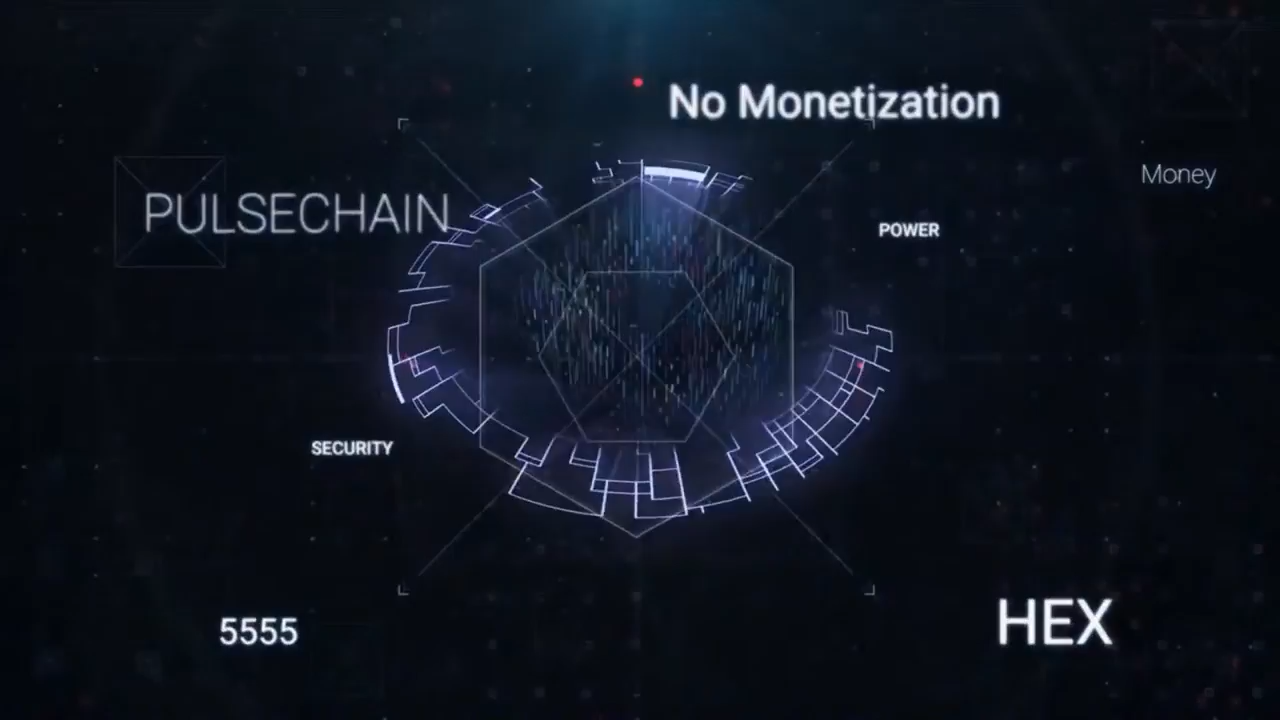 No Monetization
Money
PULSECHAIN
POWER
SECURITY
5555
HEX